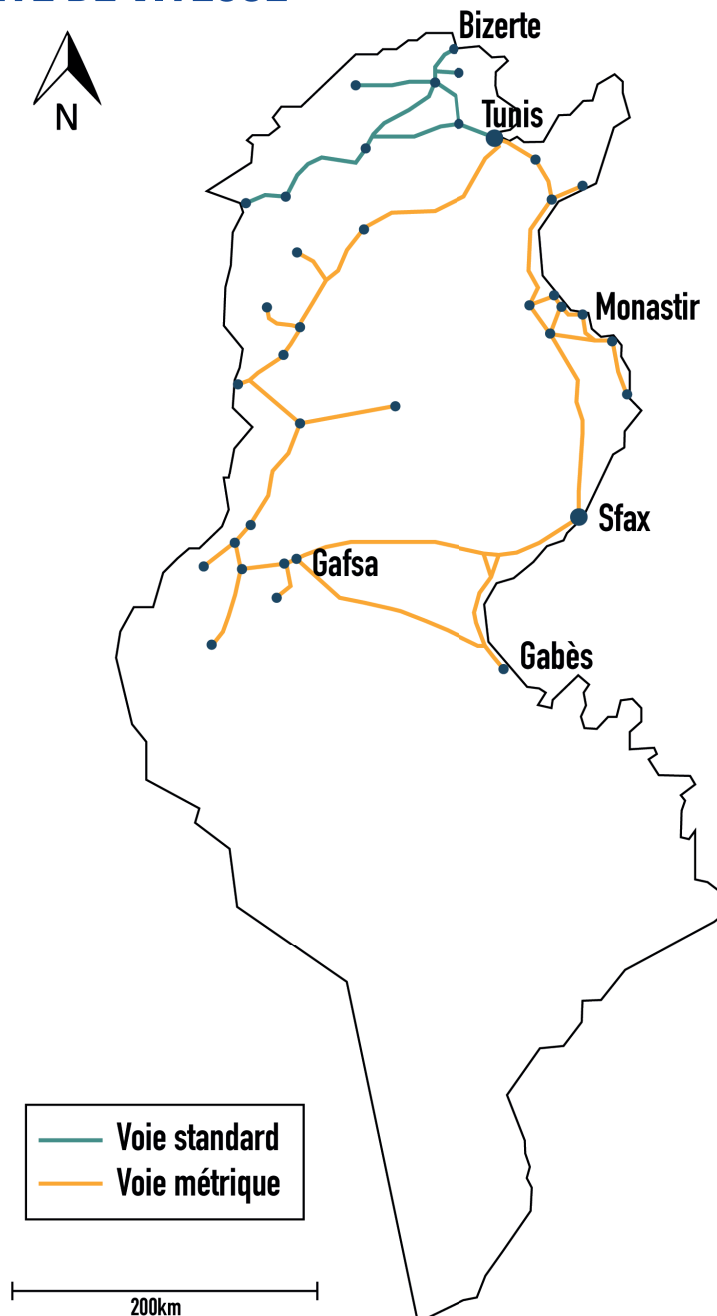 Bizerte
N
Tunis
Monastir
Sfax
Gafsa
Gabès
Voie standard
Voie métrique
200km